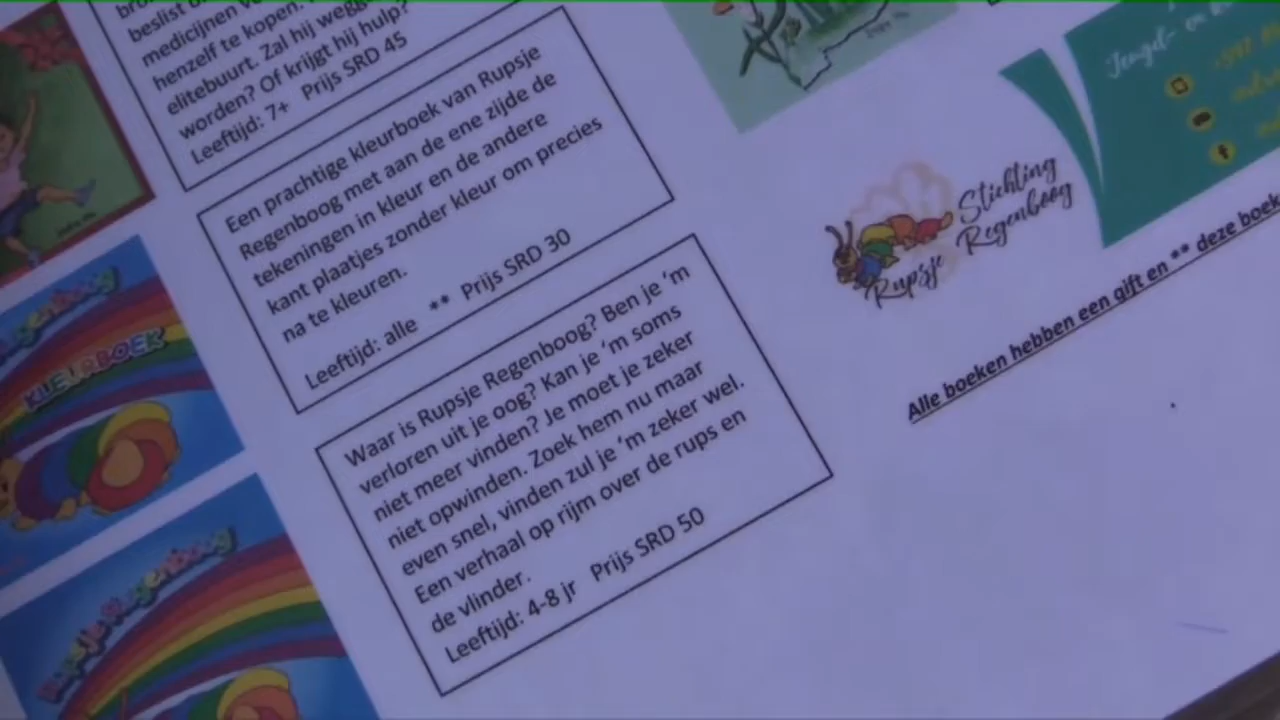 beslist
medicijnen
henzelf te kopen.
elitebuurt. Zal hij
worden? Of krijgt hij hulp?
Leeftijd: 7+ Prijs SRD 45
Een prachtige kleurboek van Rupsje
Regenboog met aan de ene zijde de
tekeningen in kleur en de andere
kant plaatjes zonder kleur om precies
na te kleuren.
Leeftijd: alle ** Prijs SRD 30
Waar is Rupsje Regenboog? Ben je ‘m
verloren uit je oog? Kan je ‘m soms
niet meer vinden? Je moet je zeker
niet opwinden. Zoek hem nu maar
even snel, vinden zul je ‘m zeker wel.
Een verhaal op rijm over de rups en
de vlinder.
Leeftijd: 4-8 jr Prijs SRD 50
KLEURBOEK
Rupsje Regenboog
Stichting
Regenboog
Rupsje
Jeugd- en
Alle boeken hebben een gift en ** deze boek